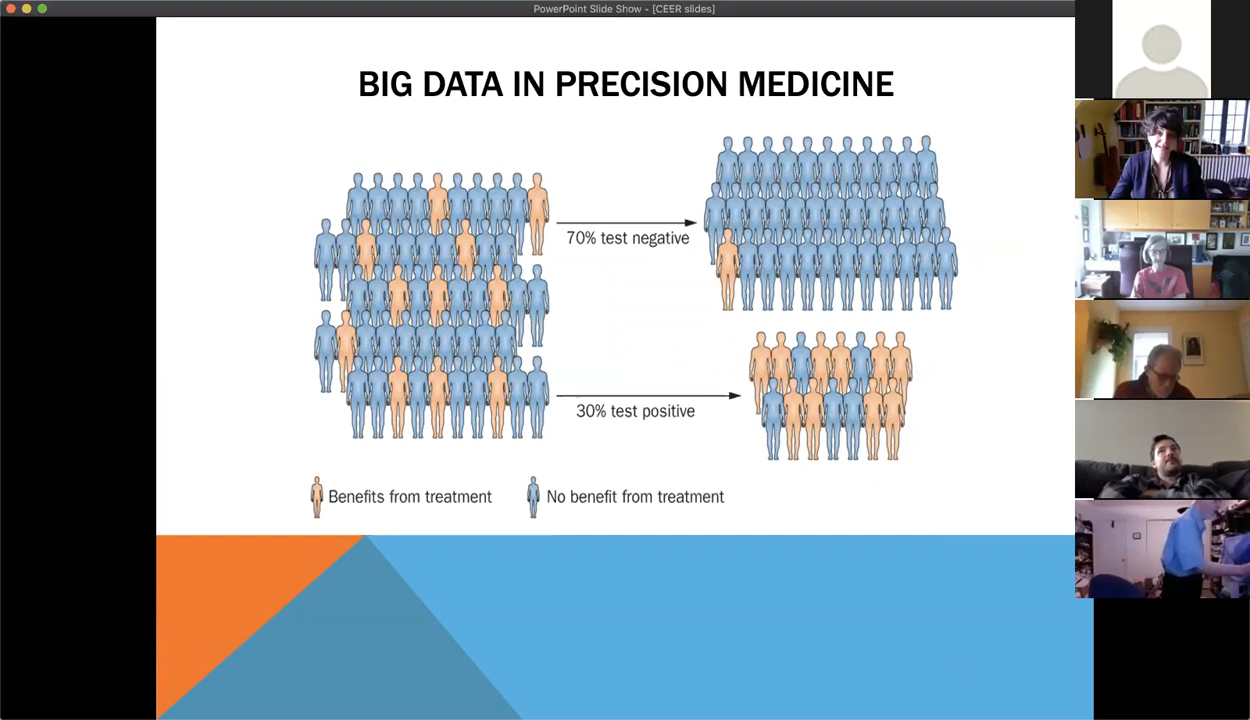 PowerPoint Slide Show - [CEER slides]
BIG DATA IN PRECISION MEDICINE
70% test negative
30% test positive
Benefits from treatment
No benefit from treatment